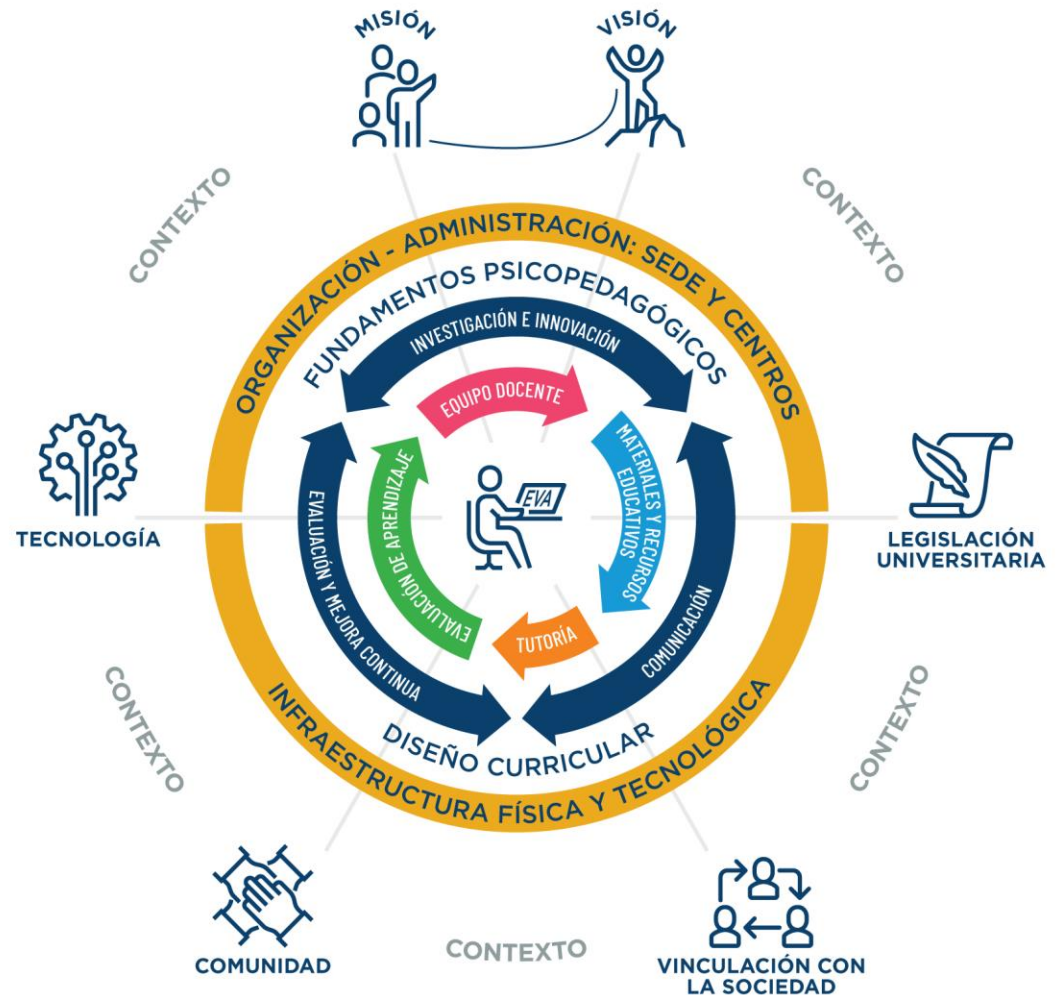 MISIÓN
VISIÓN
CONTEXTO
CONTEXTO
ORGANIZACIÓN - ADMINISTRACIÓN: SEDE Y CENTROS
FUNDAMENTOS PSICOPEDAGÓGICOS
INVESTIGACIÓN E INNOVACIÓN
EQUIPO DOCENTE
MATERIALES Y RECURSOS
EDUCATIVOS
EVALUACIÓN DE APRENDIZAJE
EVALUACIÓN Y MEJORA CONTINUA
EVA
TECNOLOGÍA
LEGISLACIÓN
UNIVERSITARIA
TUTORÍA
COMUNICACIÓN
DISEÑO CURRICULAR
INFRAESTRUCTURA FÍSICA Y TECNOLÓGICA
CONTEXTO
CONTEXTO
COMUNIDAD
CONTEXTO
VINCULACIÓN CON
LA SOCIEDAD